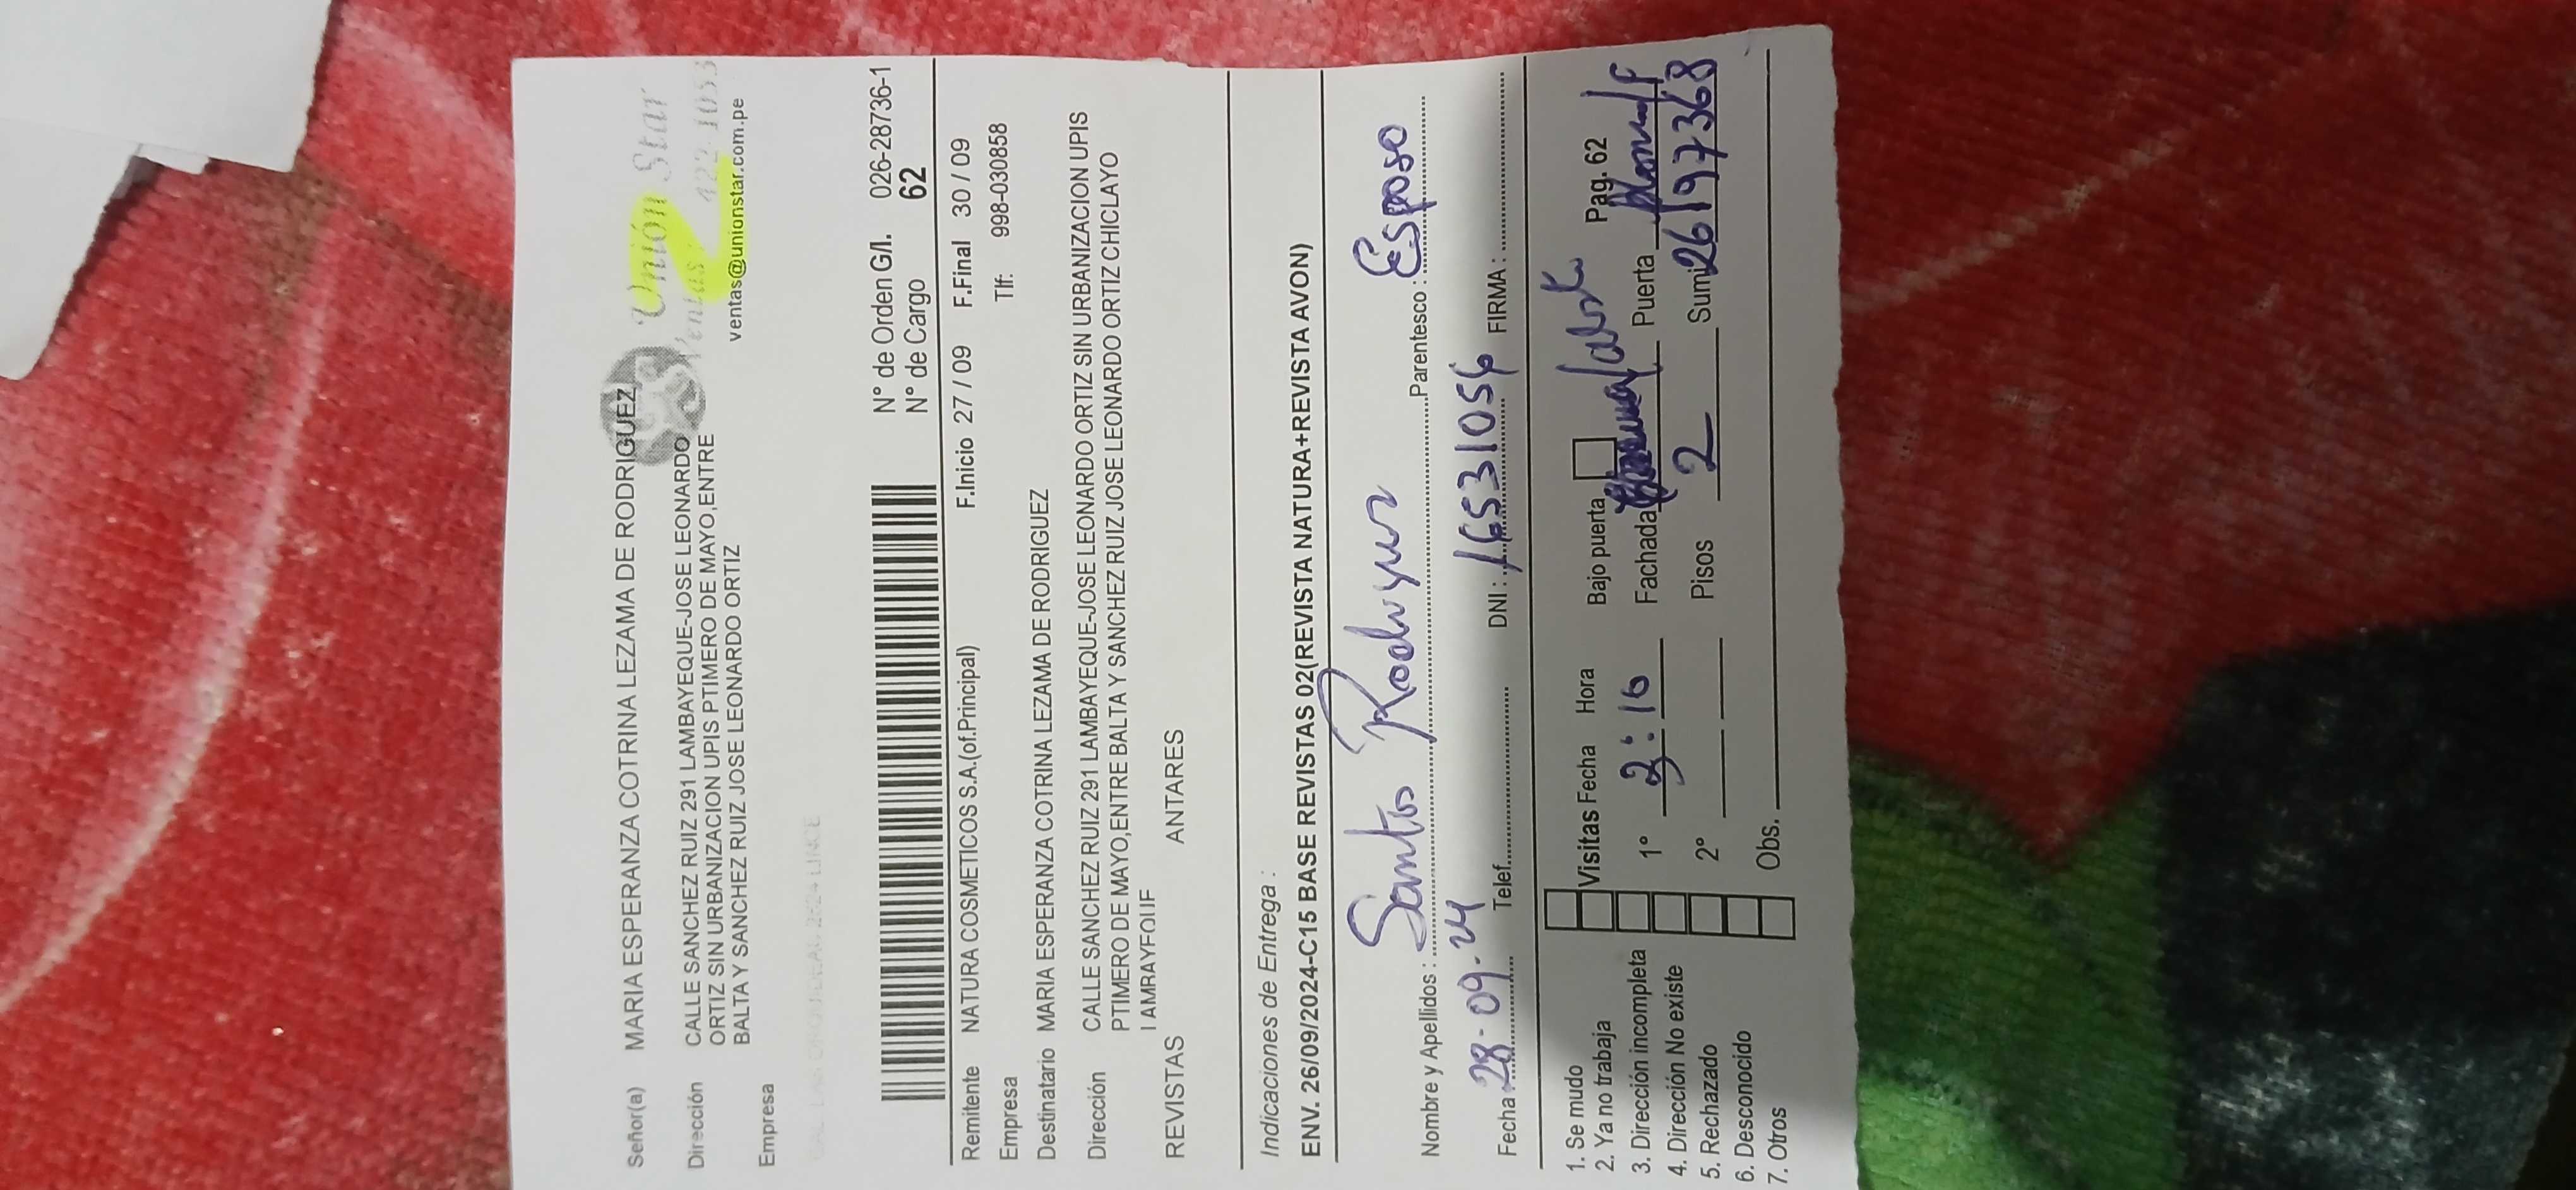 Señor(a) MARIA ESPERANZA COTRINA LEZAMA DE RODRIGUEZ
Unión Star
Dirección CALLE SANCHEZ RUIZ 291 LAMBAYEQUE-JOSE LEONARDO
ORTIZ SIN URBANIZACION UPIS PTIMERO DE MAYO,ENTRE
BALTA Y SANCHEZ RUIZ JOSE LEONARDO ORTIZ
Ventas 422-1053
ventas@unionstar.com.pe
Empresa
N° de Orden G/I. 026-28736-1
N° de Cargo 62
Remitente NATURA COSMETICOS S.A.(of.Principal) F.Inicio 27 / 09 F.Final 30 / 09
Empresa Tlf: 998-030858
Destinatario MARIA ESPERANZA COTRINA LEZAMA DE RODRIGUEZ
Dirección CALLE SANCHEZ RUIZ 291 LAMBAYEQUE-JOSE LEONARDO ORTIZ SIN URBANIZACION UPIS
PTIMERO DE MAYO,ENTRE BALTA Y SANCHEZ RUIZ JOSE LEONARDO ORTIZ CHICLAYO
REVISTAS ANTARES
Indicaciones de Entrega :
ENV. 26/09/2024-C15 BASE REVISTAS 02(REVISTA NATURA+REVISTA AVON)
Nombre y Apellidos : Santos Rodriguez Parentesco : Esposo
Fecha : 28-09-24 Telef. DNI : 16531056 FIRMA :
1. Se mudo
2. Ya no trabaja Visitas Fecha Hora Bajo puerta Pag. 62
3. Dirección incompleta 1° 2:10 Fachada Puerta
4. Dirección No existe
5. Rechazado 2° Pisos 2 Sumi 26197368
6. Desconocido
7. Otros Obs.